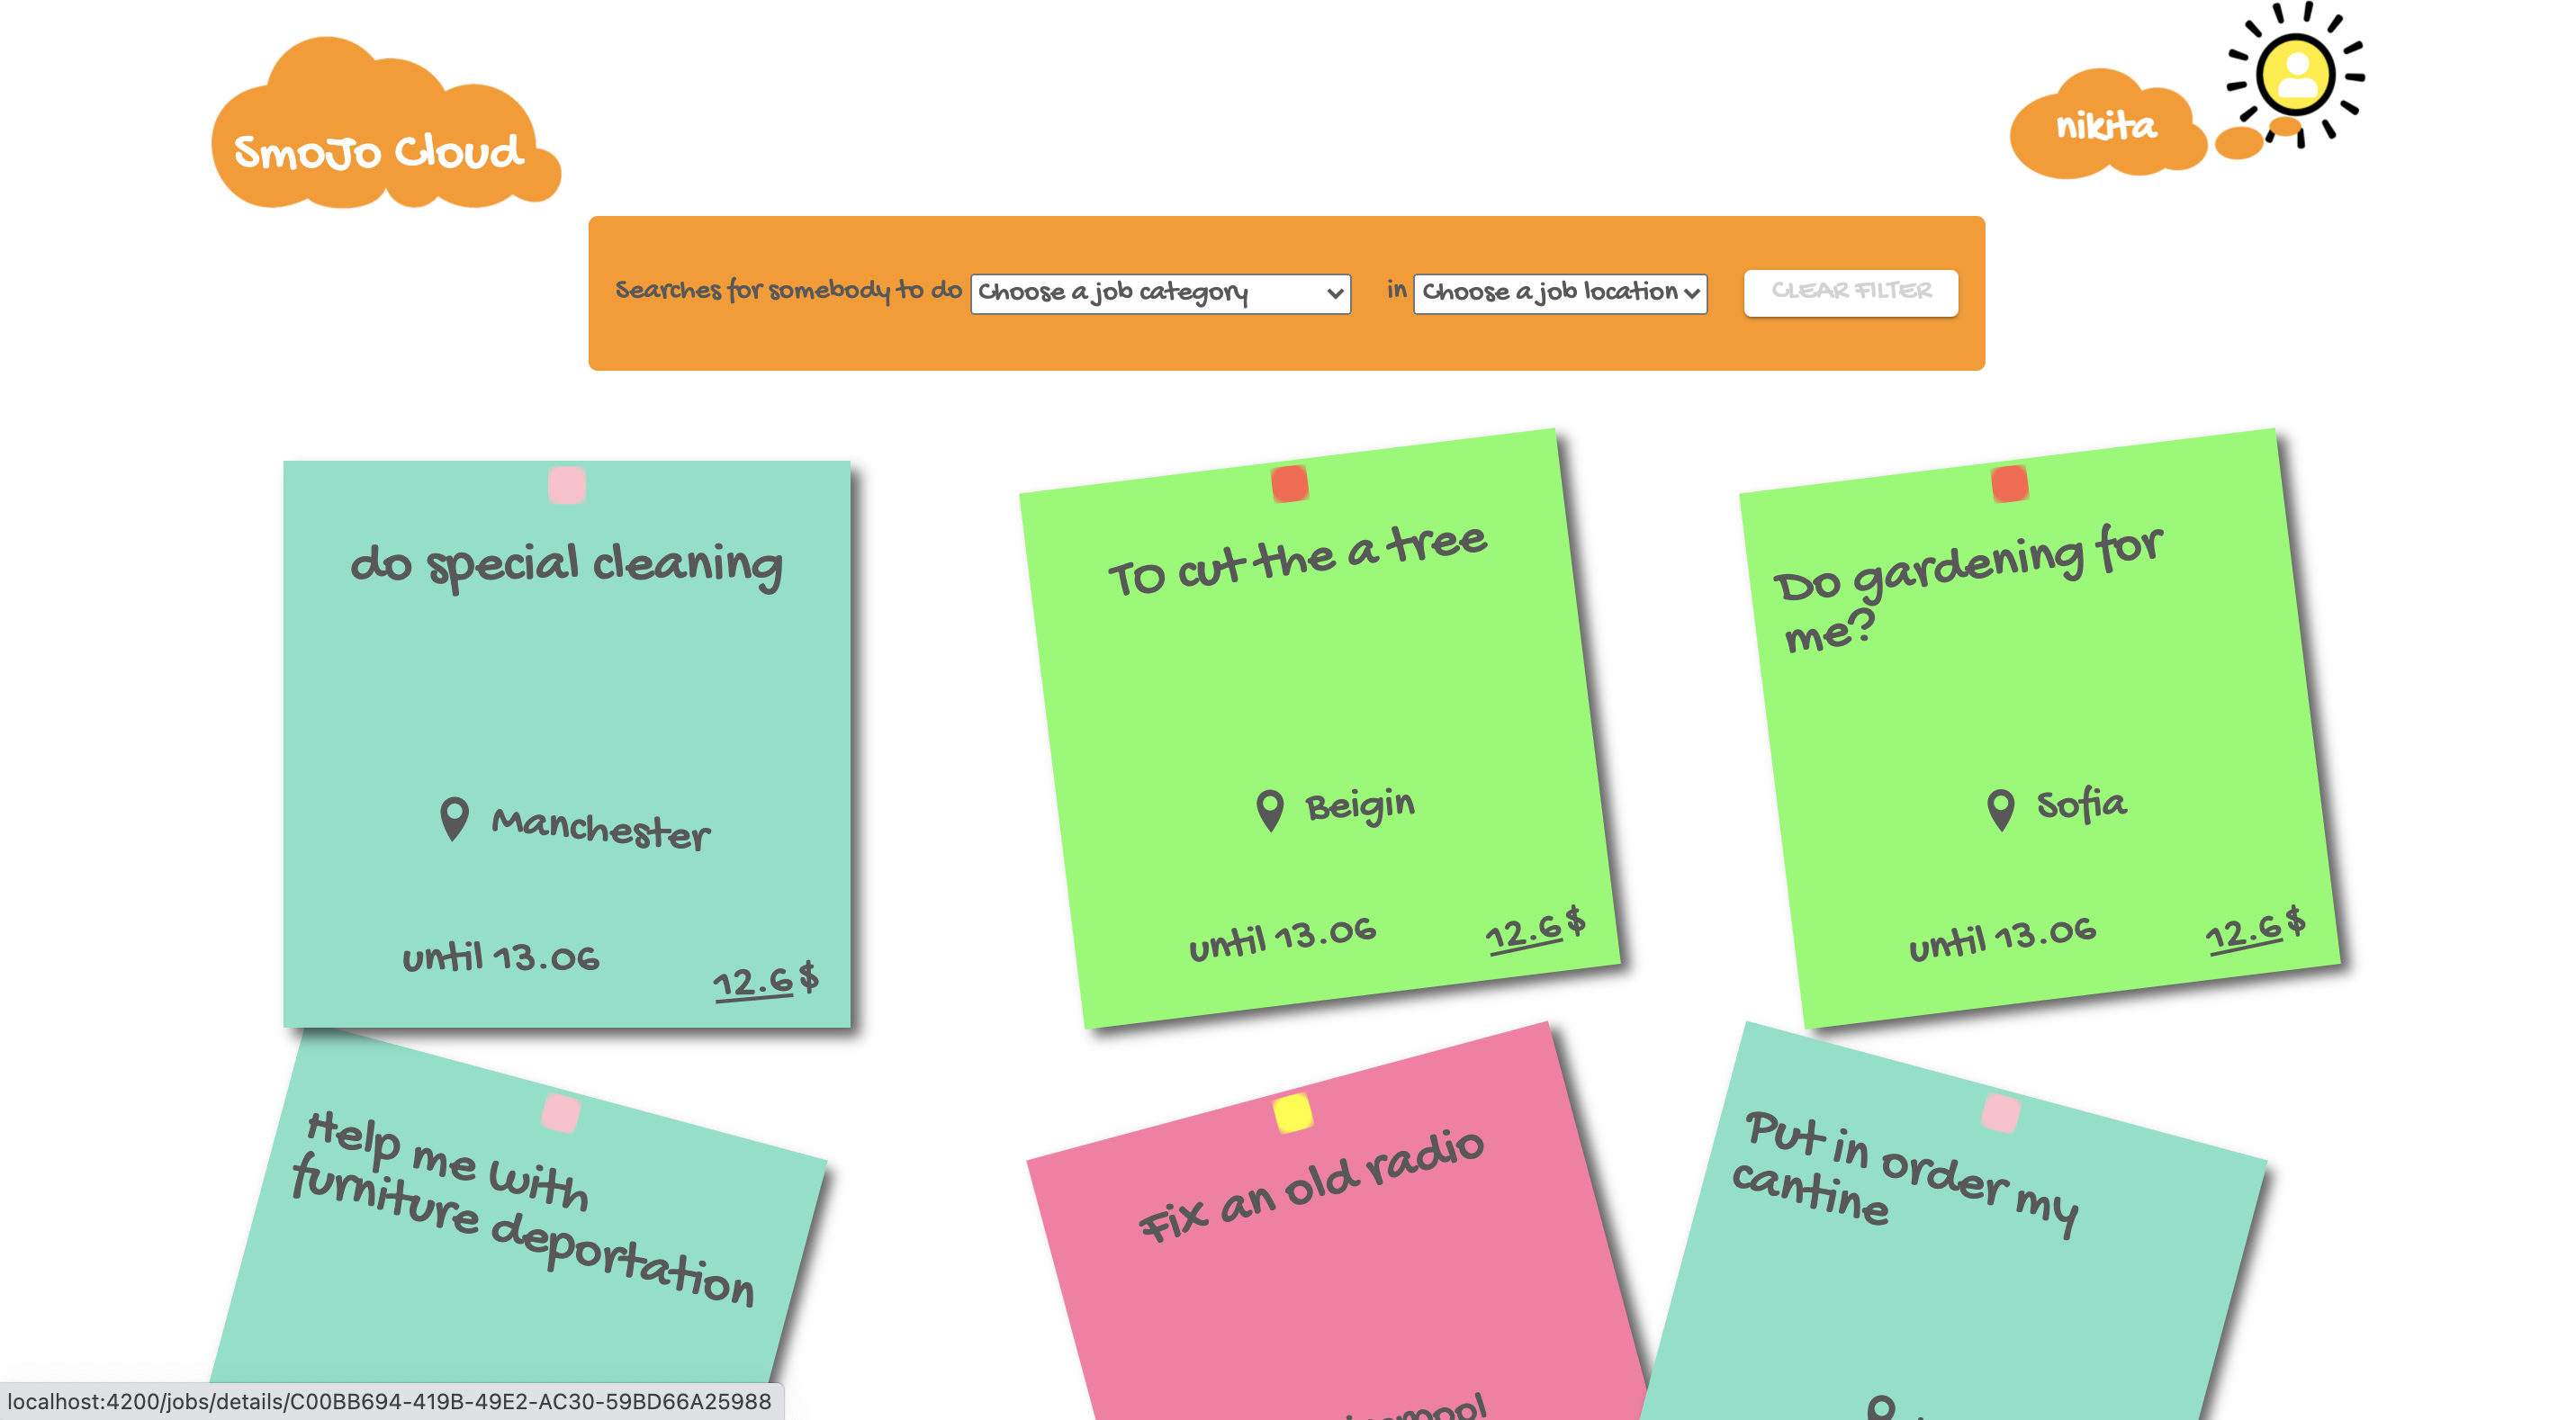 SmoJo Cloud
nikita
Searches for somebody to do Choose a job category in Choose a job location CLEAR FILTER
do special cleaning
Manchester
until 13.06
12.6 $
To cut the a tree
Beigin
until 13.06
12.6 $
Do gardening for
me?
Sofia
until 13.06
12.6 $
Help me with
furniture deportation
Fix an old radio
Put in order my
cantine
localhost:4200/jobs/details/C00BB694-419B-49E2-AC30-59BD66A25988